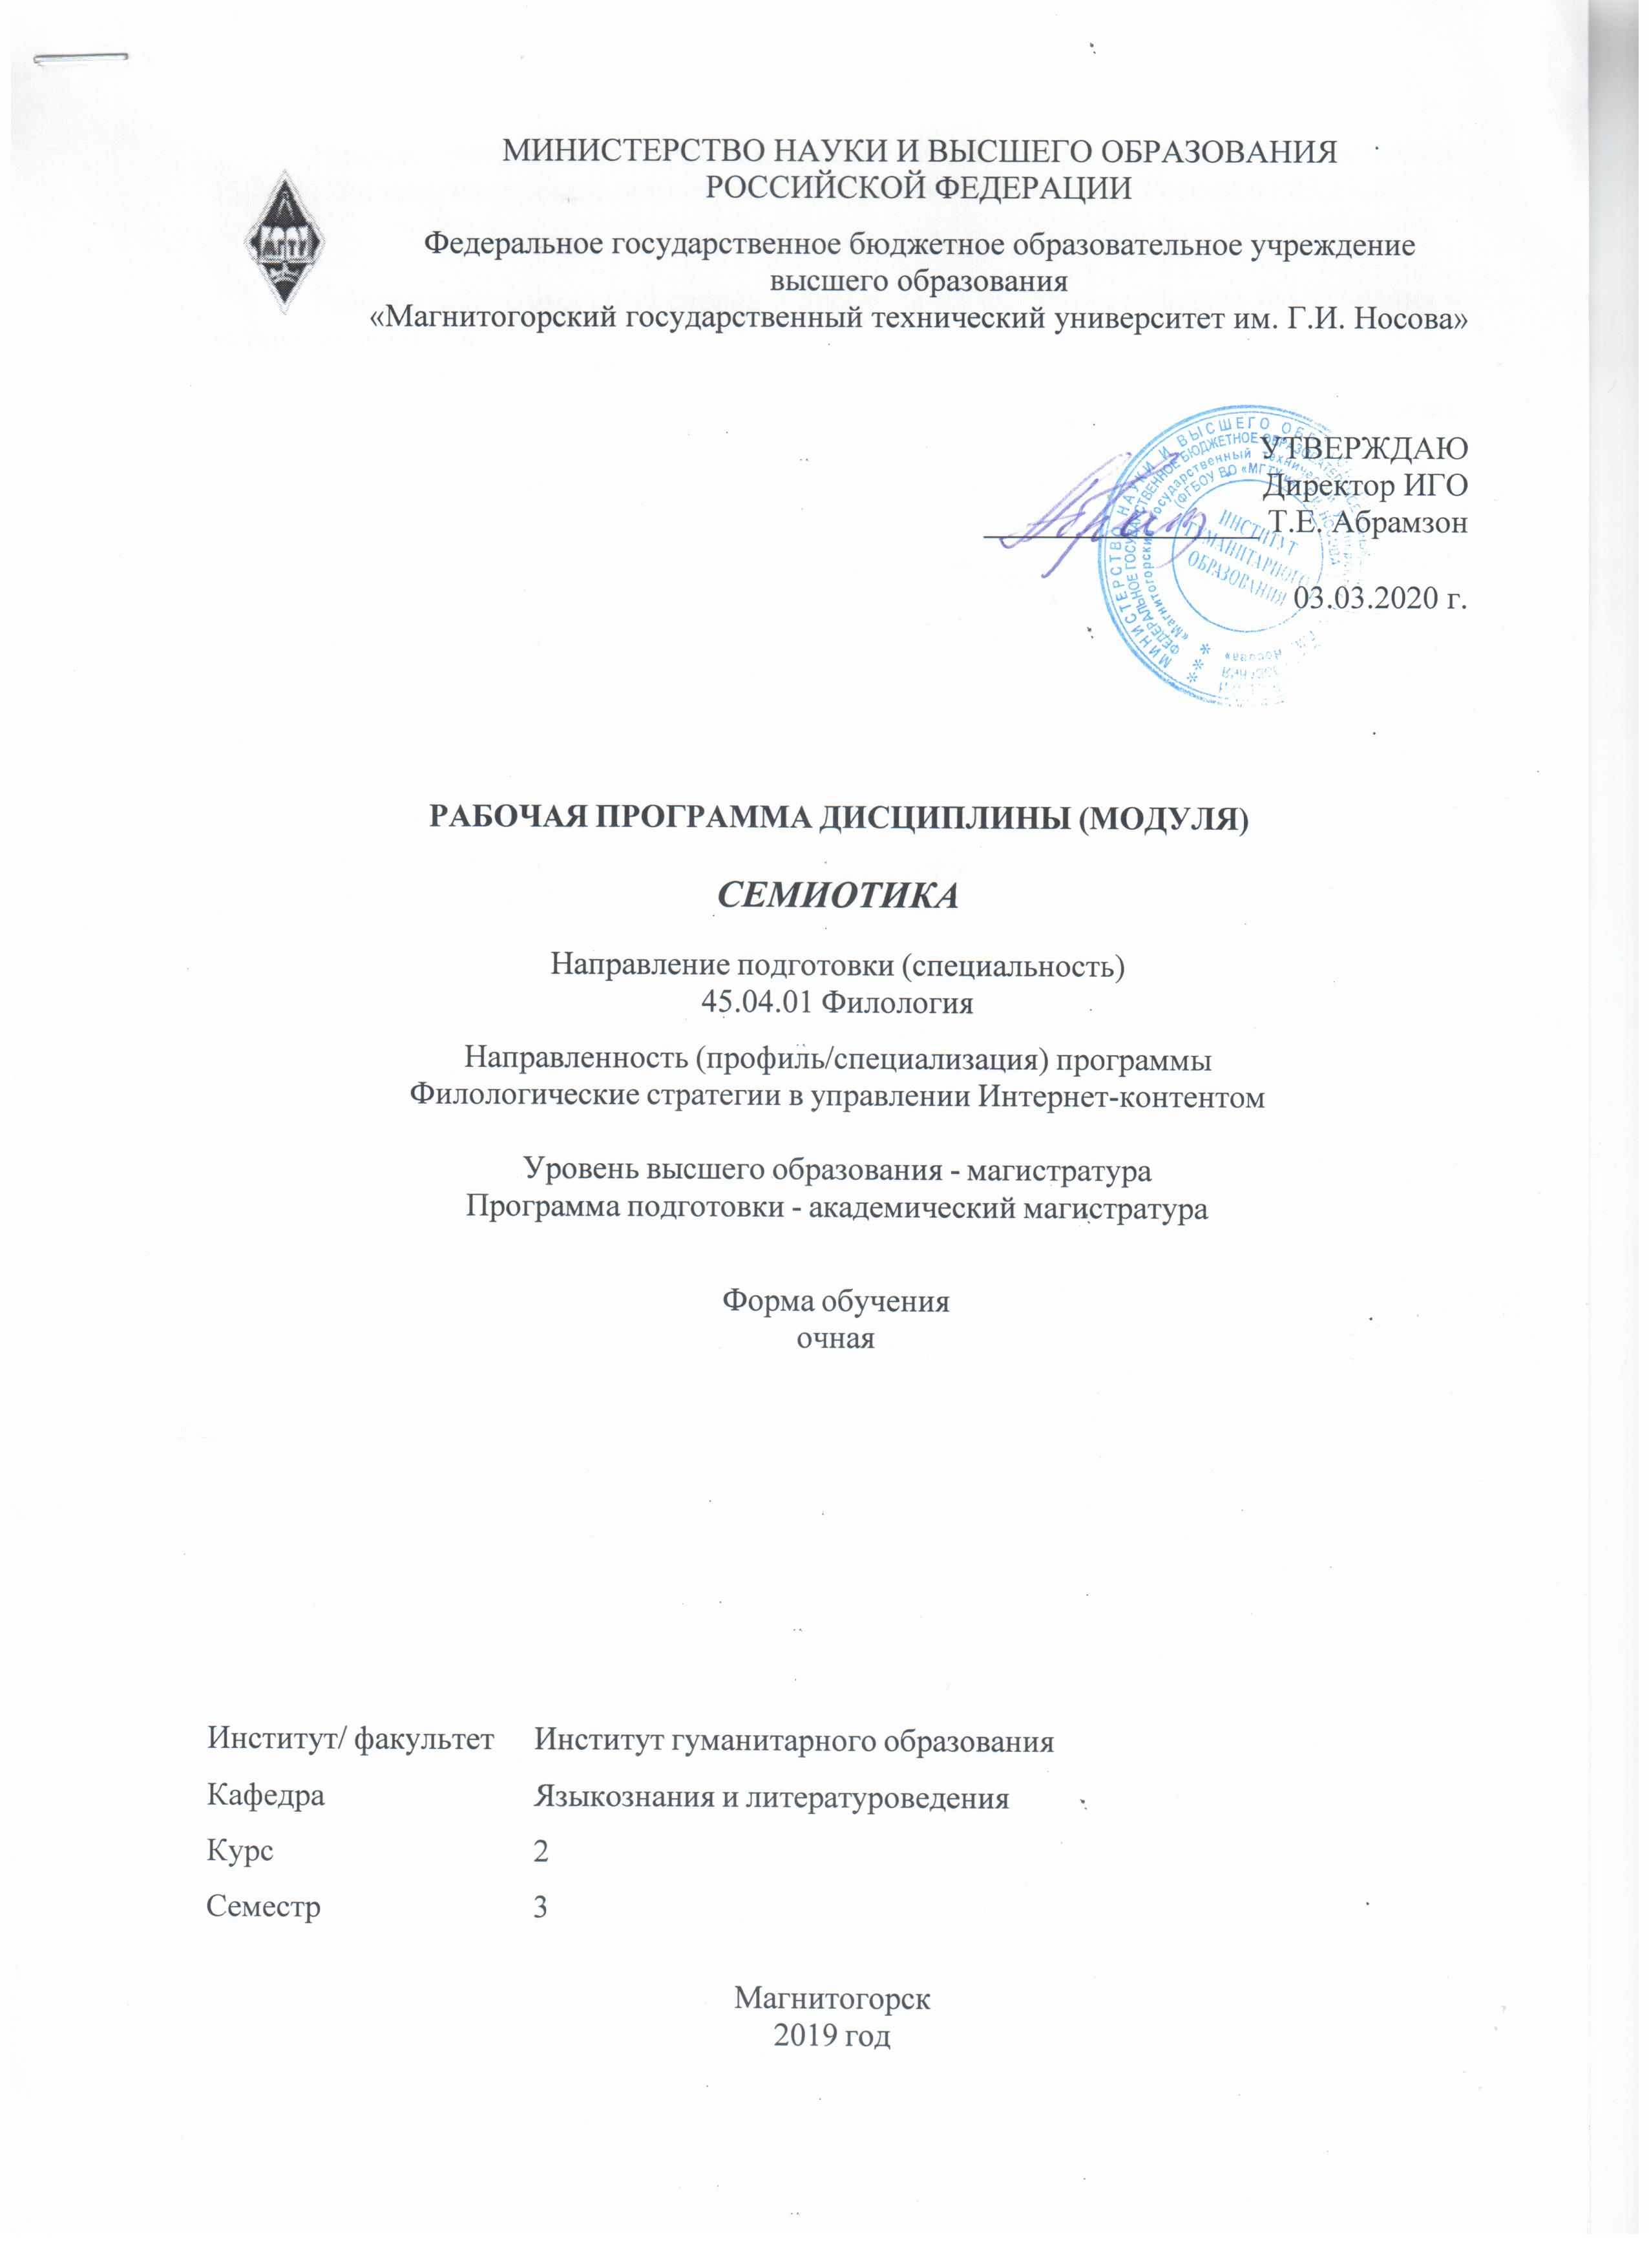 МИНИСТЕРСТВО НАУКИ И ВЫСШЕГО ОБРАЗОВАНИЯ
РОССИЙСКОЙ ФЕДЕРАЦИИ
Федеральное государственное бюджетное образовательное учреждение
высшего образования
«Магнитогорский государственный технический университет им. Г.И. Носова»
УТВЕРЖДАЮ
Директор ИГО
Т.Е. Абрамзон
03.03.2020 г.
ИНСТИТУТ
ГУМАНИТАРНОГО
ОБРАЗОВАНИЯ
РАБОЧАЯ ПРОГРАММА ДИСЦИПЛИНЫ (МОДУЛЯ)
СЕМИОТИКА
Направление подготовки (специальность)
45.04.01 Филология
Направленность (профиль/специализация) программы
Филологические стратегии в управлении Интернет-контентом
Уровень высшего образования - магистратура
Программа подготовки - академический магистратура
Форма обучения
очная
Институт/ факультет Институт гуманитарного образования
Кафедра Языкознания и литературоведения
Курс 2
Семестр 3
Магнитогорск
2019 год